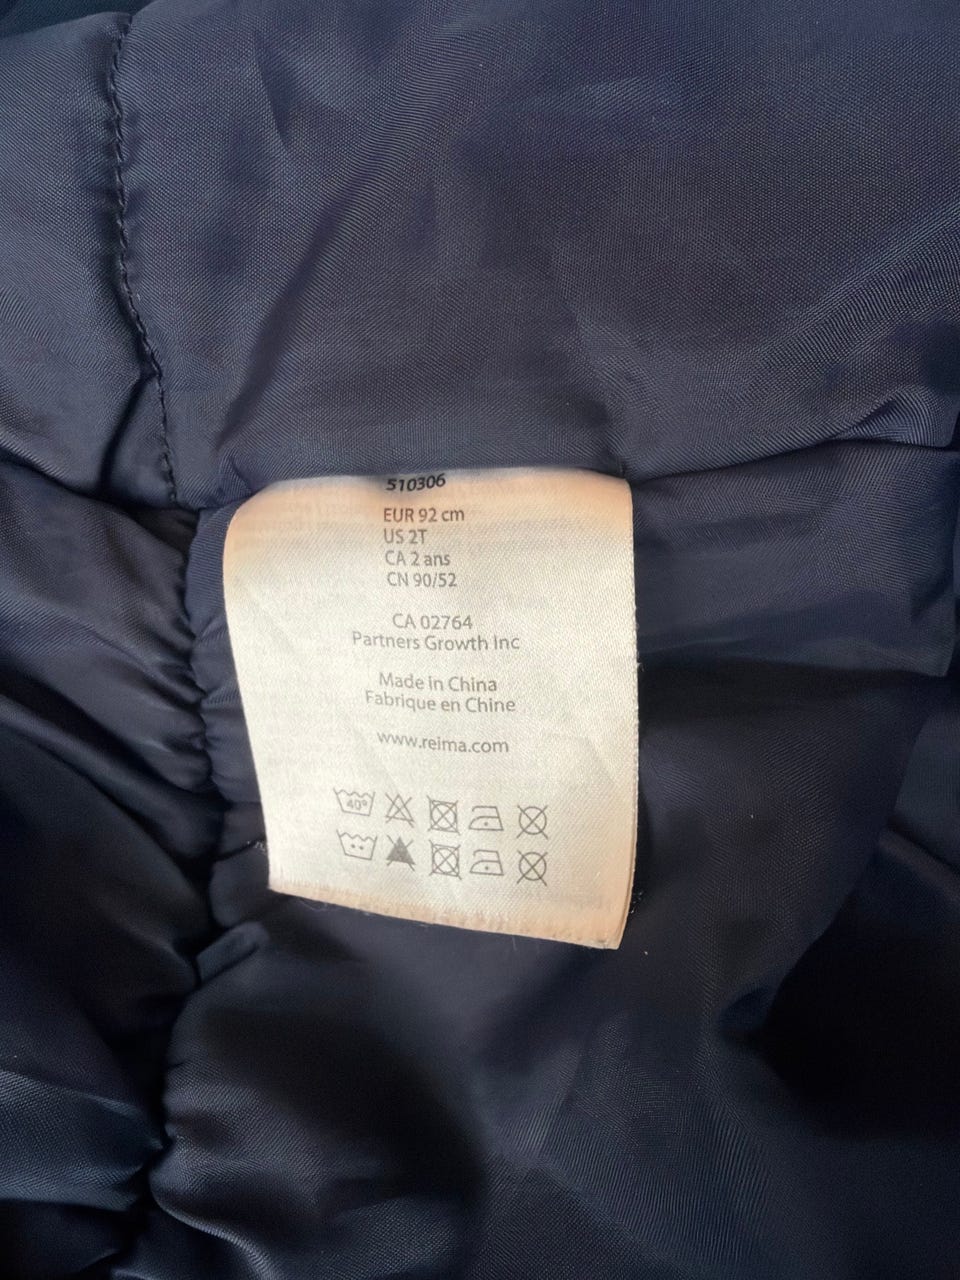 510306
EUR 92 cm
US 2T
CA 2 ans
CN 90/52
CA 02764
Partners Growth Inc
Made in China
Fabrique en Chine
www.reima.com
40°